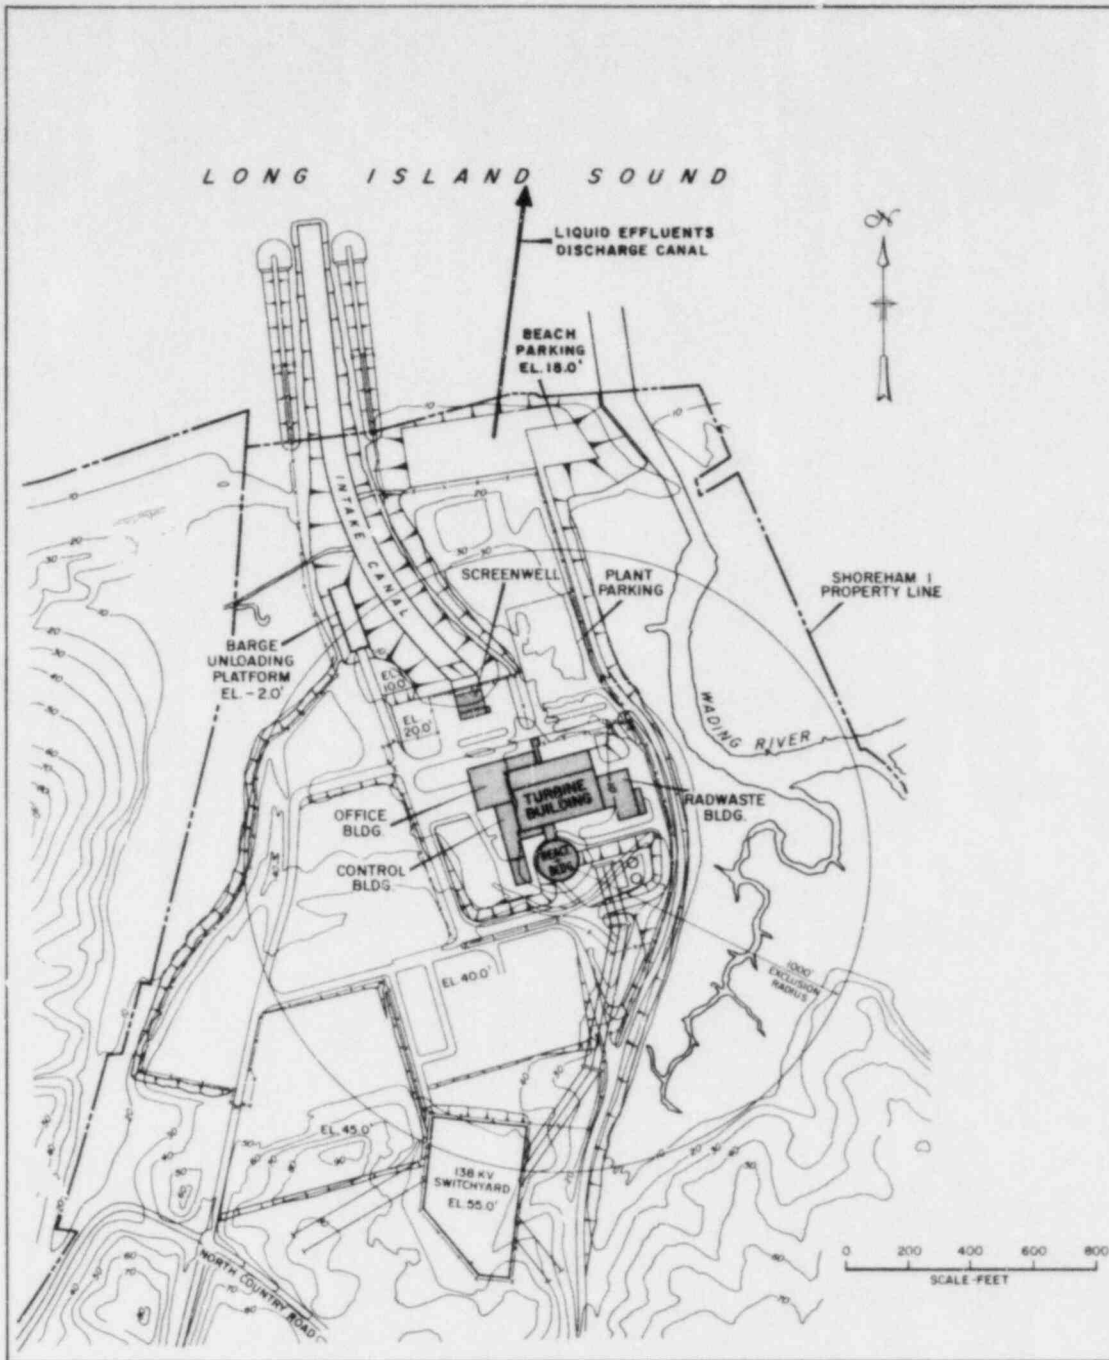 LONG ISLAND SOUND
N
LIQUID EFFLUENTS
DISCHARGE CANAL
BEACH
PARKING
EL. 18.0'
INTAKE CANAL
SCREENWELL
PLANT
PARKING
SHOREHAM 1
PROPERTY LINE
BARGE
UNLOADING
PLATFORM
EL. - 2.0'
EL.
10.0'
EL.
20.0'
WADING RIVER
TURBINE
BUILDING
OFFICE
BLDG.
RADWASTE
BLDG.
CONTROL
BLDG.
BLDG
1000'
EXCLUSION
RADIUS
EL. 40.0'
EL. 45.0'
138 KV
SWITCHYARD
EL. 55.0'
NORTH COUNTRY ROAD
0 200 400 600 800
SCALE-FEET